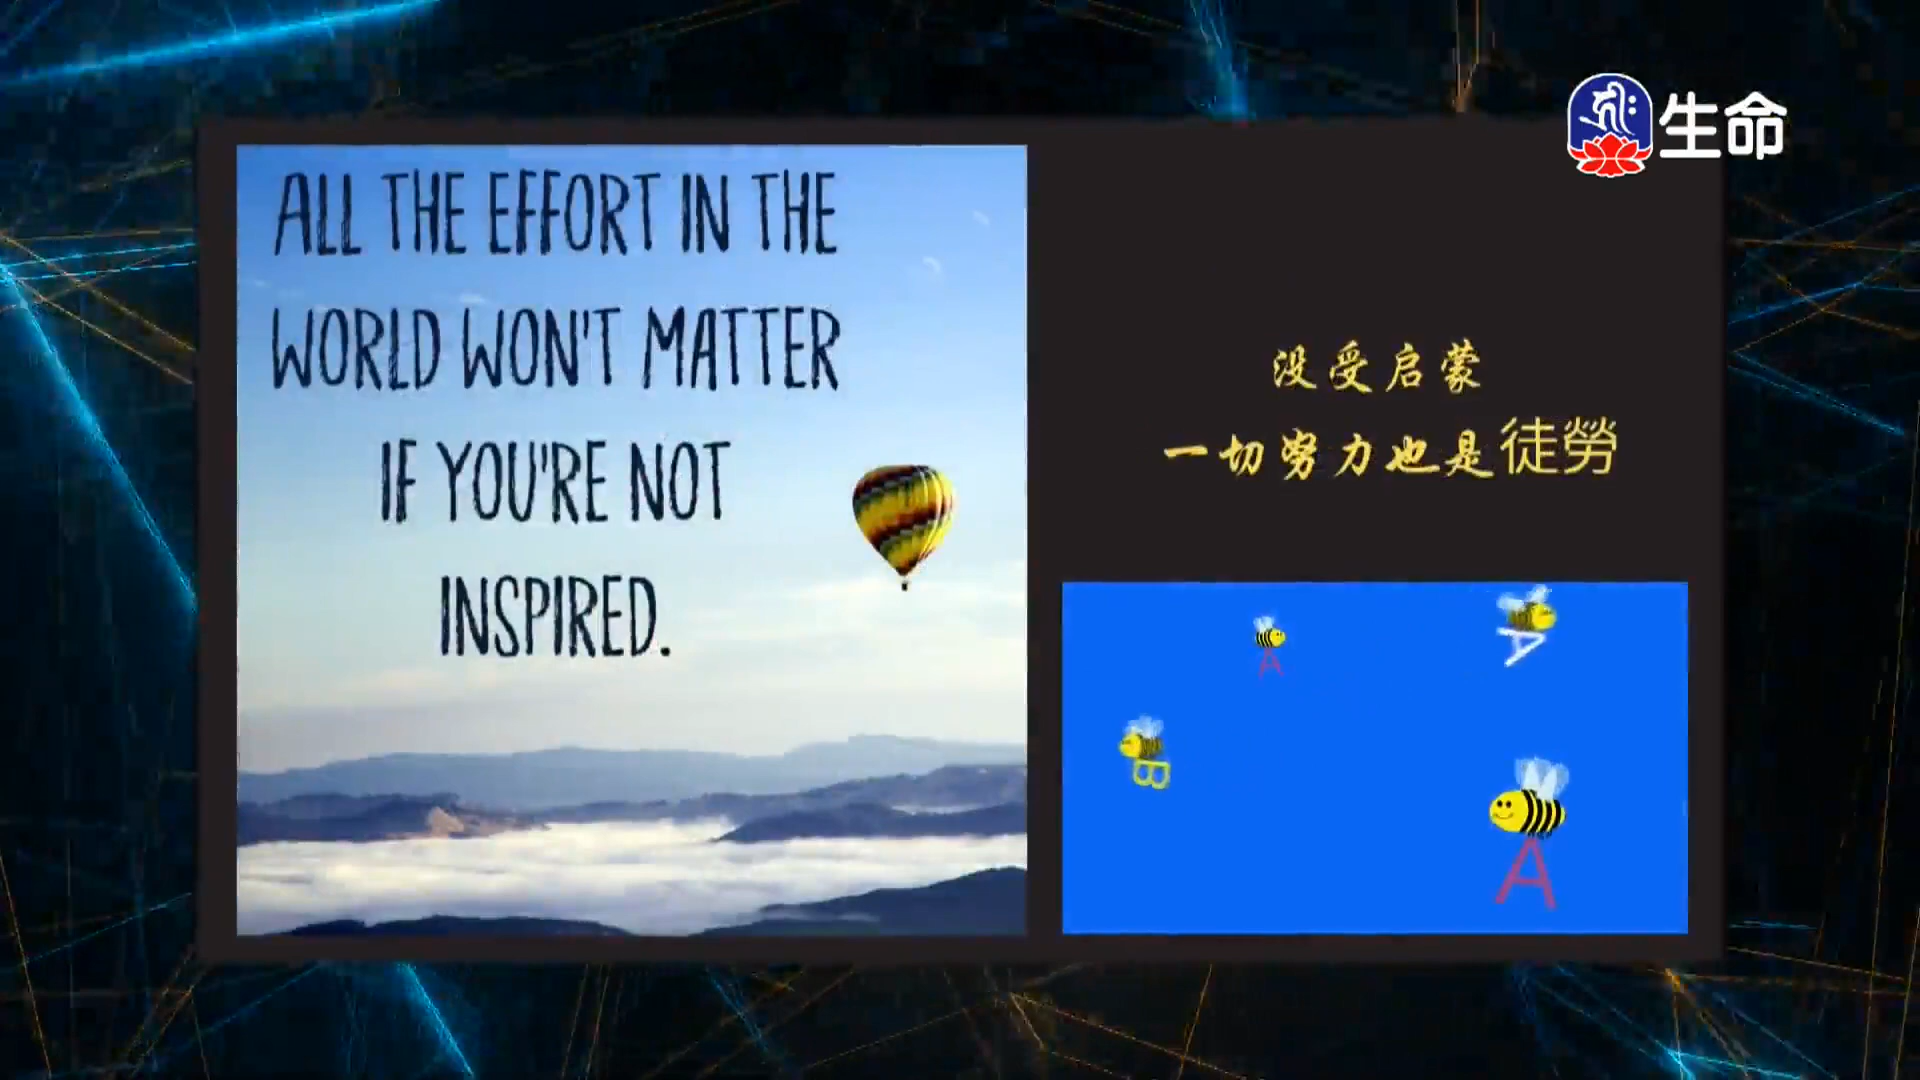 生命
ALL THE EFFORT IN THE
WORLD WON'T MATTER
IF YOU'RE NOT
INSPIRED.
没受启蒙
一切努力也是徒勞
A
A
B
A